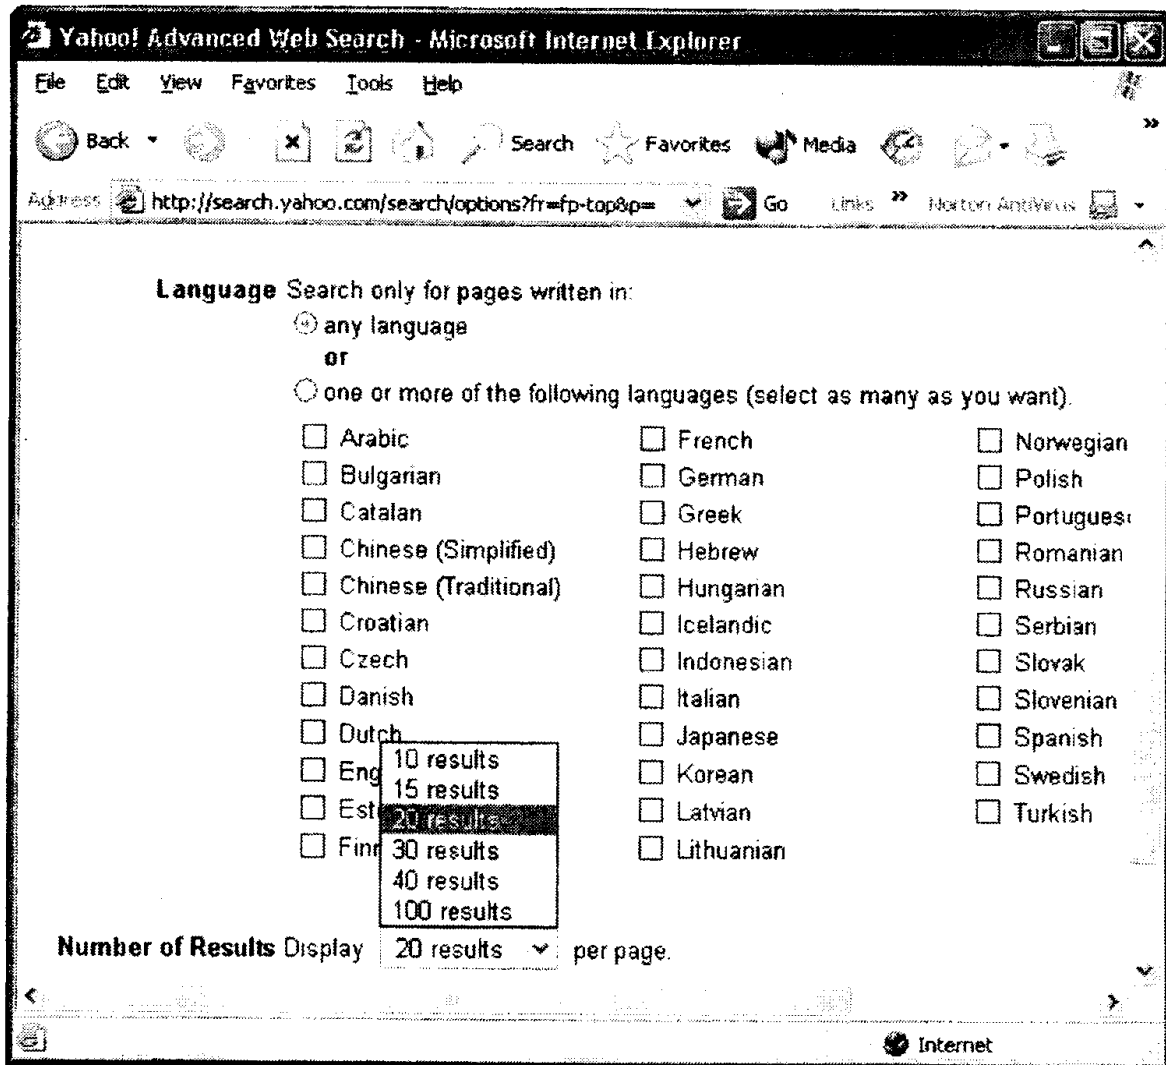 Yahoo! Advanced Web Search - Microsoft Internet Explorer
File Edit View Favorites Tools Help
Back Search Favorites Media »
Address http://search.yahoo.com/search/options?fr=fp-top&p= Go Links » Norton AntiVirus
Language Search only for pages written in:
any language
or
one or more of the following languages (select as many as you want).
Arabic French Norwegian
Bulgarian German Polish
Catalan Greek Portugues
Chinese (Simplified) Hebrew Romanian
Chinese (Traditional) Hungarian Russian
Croatian Icelandic Serbian
Czech Indonesian Slovak
Danish Italian Slovenian
Dutch Japanese Spanish
Eng Korean Swedish
Est Latvian Turkish
Finn Lithuanian
10 results
15 results
20 results
30 results
40 results
100 results
Number of Results Display 20 results per page.
Internet